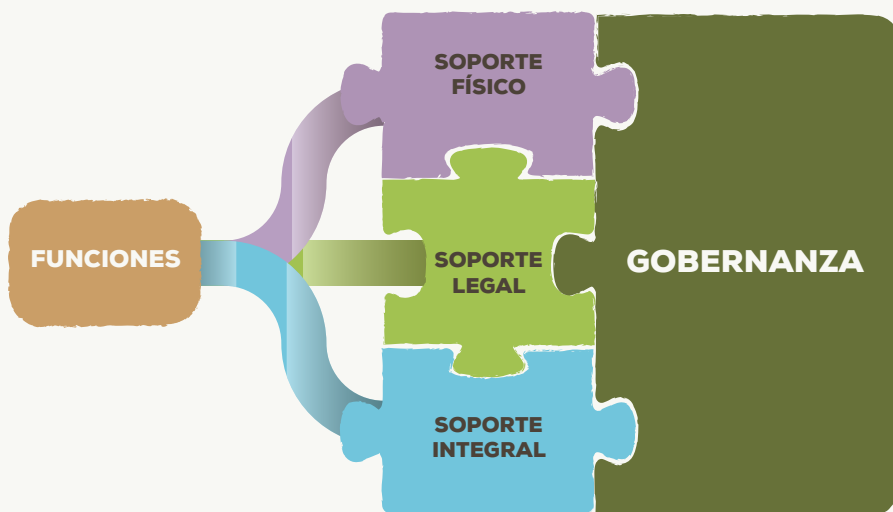 SOPORTE
FÍSICO
FUNCIONES
SOPORTE
LEGAL
GOBERNANZA
SOPORTE
INTEGRAL